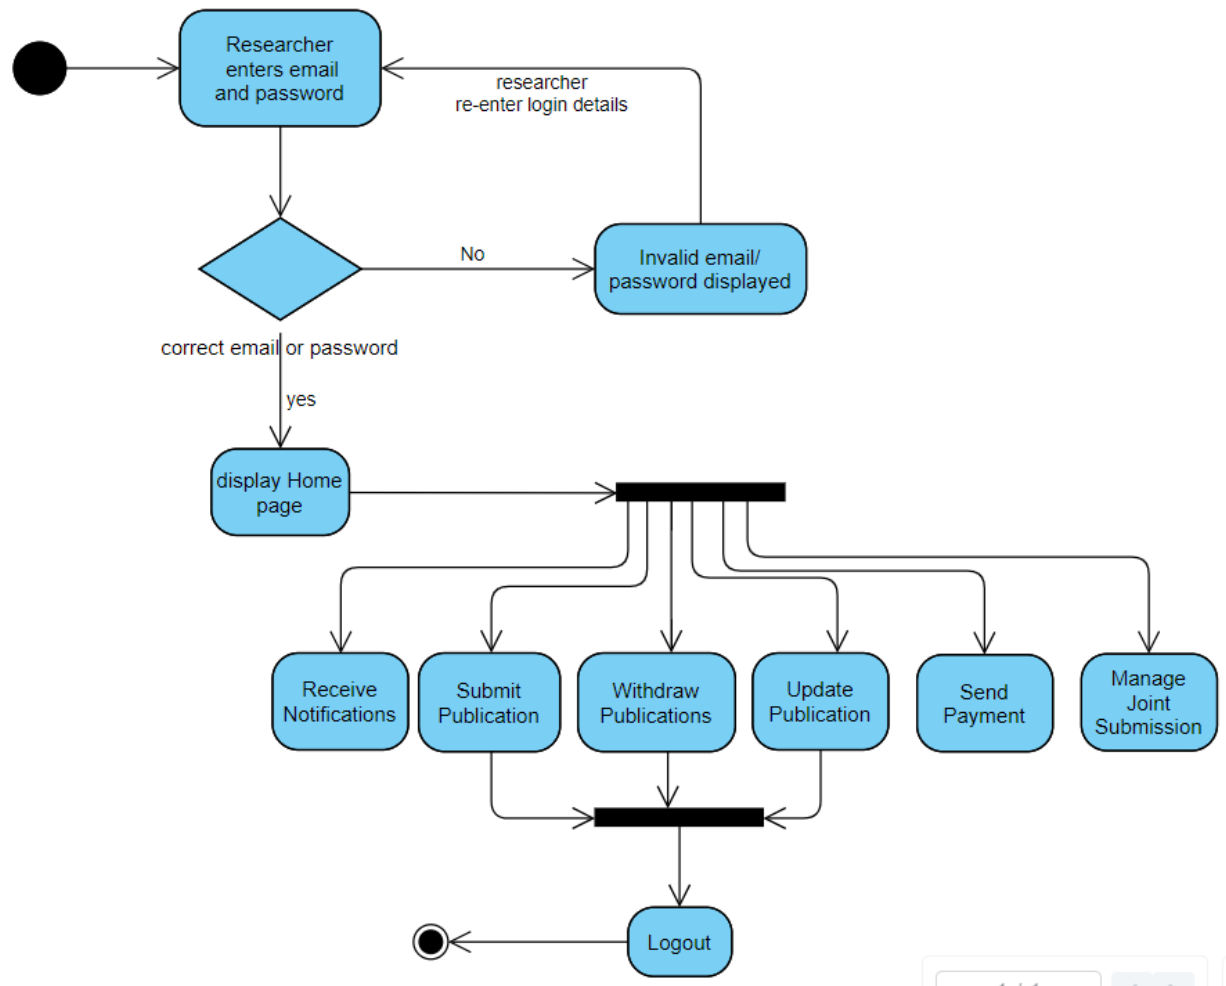 Researcher
enters email
and password
researcher
re-enter login details
No
Invalid email/
password displayed
correct email or password
yes
display Home
page
Receive
Notifications
Submit
Publication
Withdraw
Publications
Update
Publication
Send
Payment
Manage
Joint
Submission
Logout